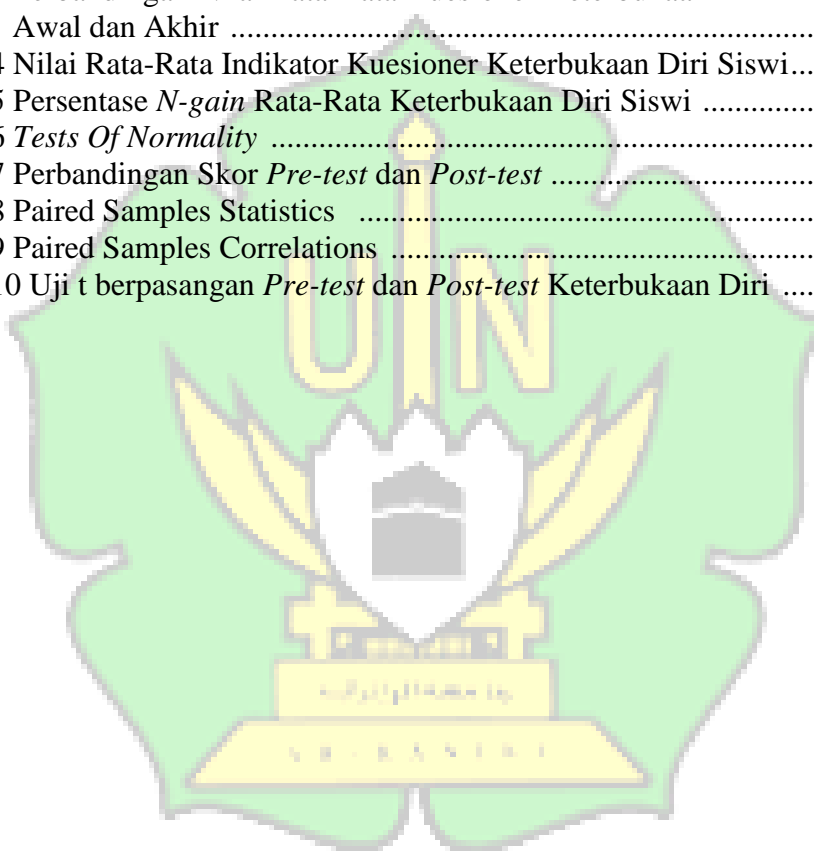 Awal dan Akhir ........................................................................
4 Nilai Rata-Rata Indikator Kuesioner Keterbukaan Diri Siswi...
5 Persentase N-gain Rata-Rata Keterbukaan Diri Siswi ..............
6 Tests Of Normality ...................................................................
7 Perbandingan Skor Pre-test dan Post-test ................................
8 Paired Samples Statistics ........................................................
9 Paired Samples Correlations ....................................................
10 Uji t berpasangan Pre-test dan Post-test Keterbukaan Diri ....
UIN